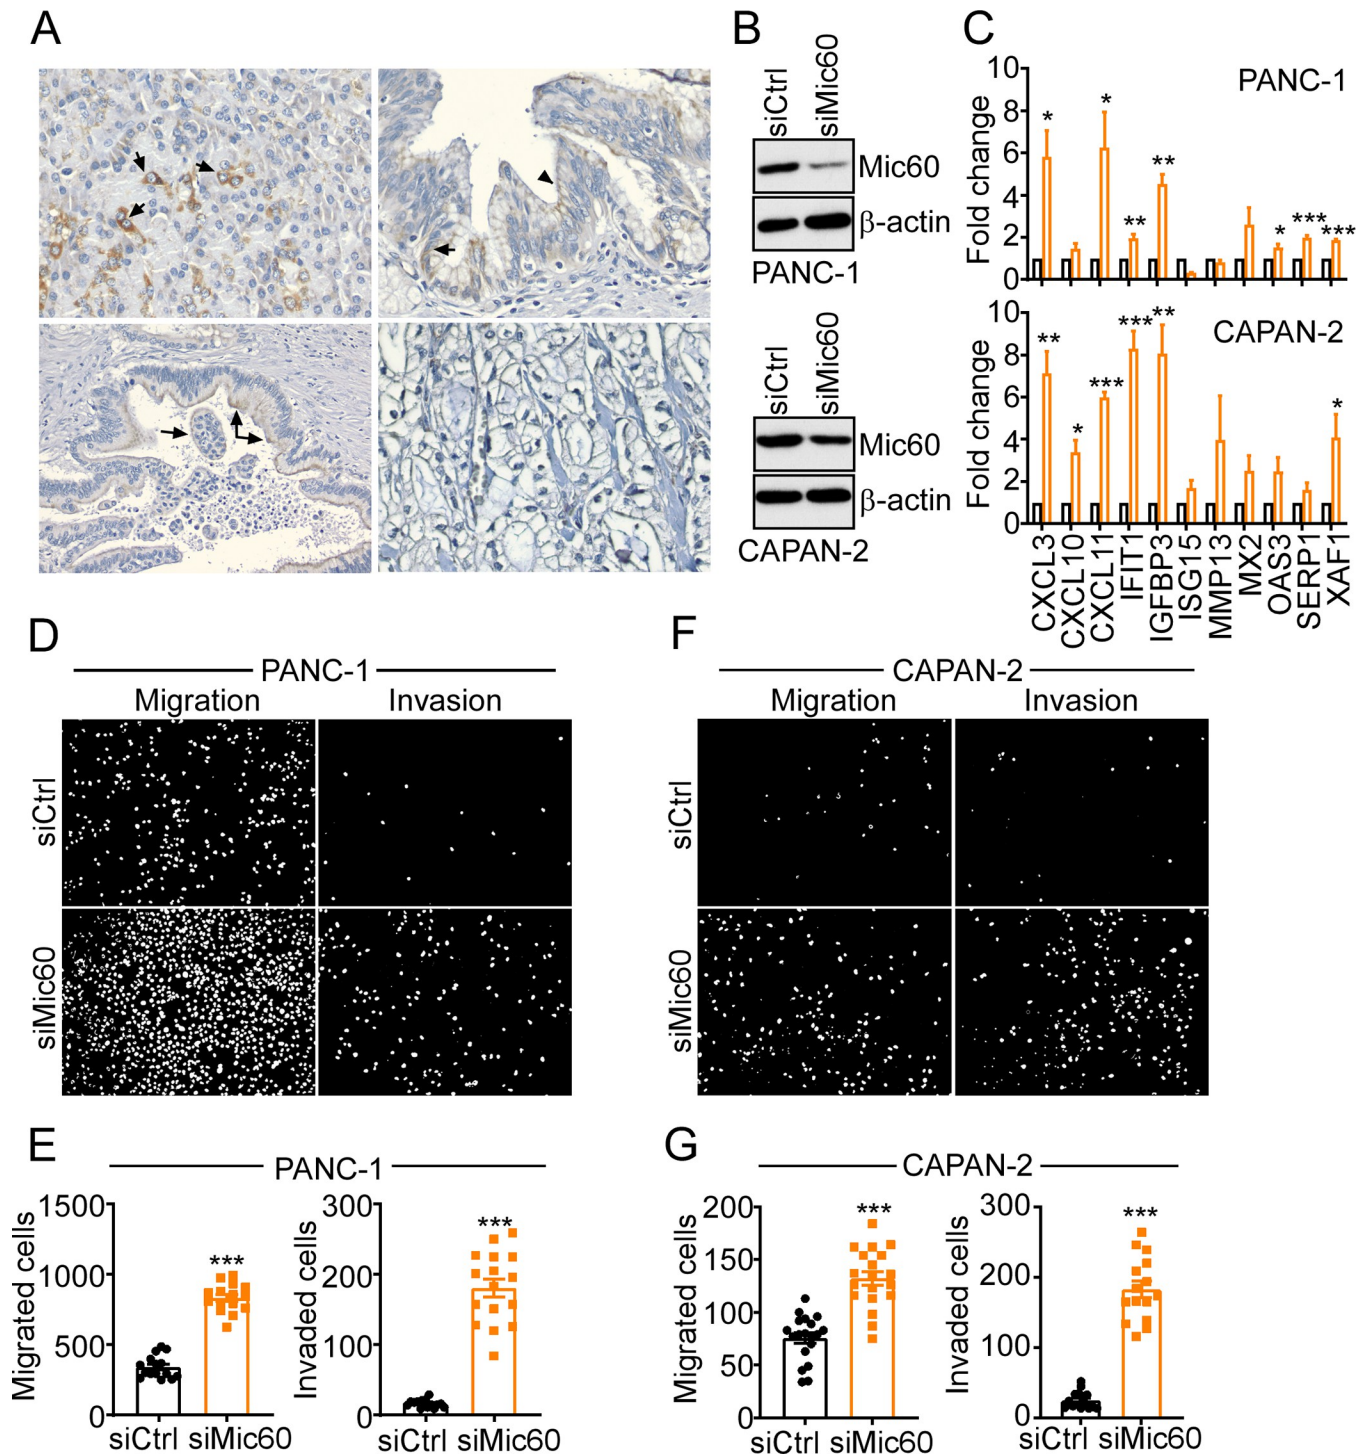 A
B
siCtrl
siMic60
Mic60
β-actin
PANC-1
siCtrl
siMic60
Mic60
β-actin
CAPAN-2
C
PANC-1
Fold change
10
8
6
4
2
0
*
*
**
**
*
***
***
CAPAN-2
Fold change
10
8
6
4
2
0
**
*
***
***
**
*
CXCL3
CXCL10
CXCL11
IFIT1
IGFBP3
ISG15
MMP13
MX2
OAS3
SERP1
XAF1
D
PANC-1
Migration
Invasion
siCtrl
siMic60
F
CAPAN-2
Migration
Invasion
siCtrl
siMic60
E
PANC-1
Migrated cells
1500
1000
500
0
***
siCtrl
siMic60
Invaded cells
300
200
100
0
***
siCtrl
siMic60
G
CAPAN-2
Migrated cells
200
150
100
50
0
***
siCtrl
siMic60
Invaded cells
300
200
100
0
***
siCtrl
siMic60